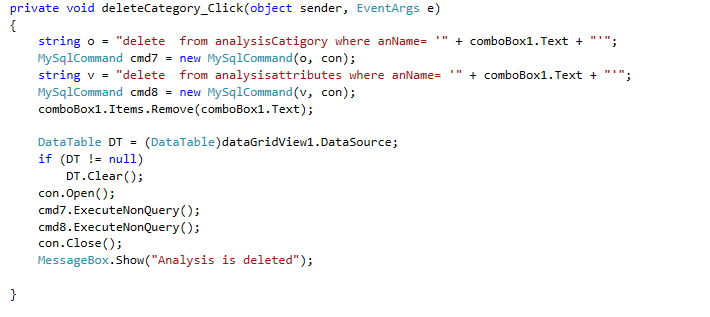 private void deleteCategory_Click(object sender, EventArgs e)
{
    string o = "delete  from analysisCatigory where anName= '" + comboBox1.Text + "'";
    MySqlCommand cmd7 = new MySqlCommand(o, con);
    string v = "delete  from analysisattributes where anName= '" + comboBox1.Text + "'";
    MySqlCommand cmd8 = new MySqlCommand(v, con);
    comboBox1.Items.Remove(comboBox1.Text);
    DataTable DT = (DataTable)dataGridView1.DataSource;
    if (DT != null)
        DT.Clear();
    con.Open();
    cmd7.ExecuteNonQuery();
    cmd8.ExecuteNonQuery();
    con.Close();
    MessageBox.Show("Analysis is deleted");
}